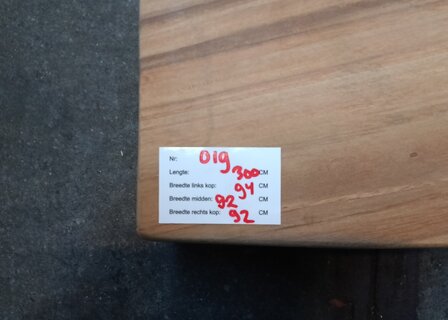 Nr: 019
Lengte: 300 CM
Breedte links kop: 94 CM
Breedte midden: 92 CM
Breedte rechts kop: 92 CM